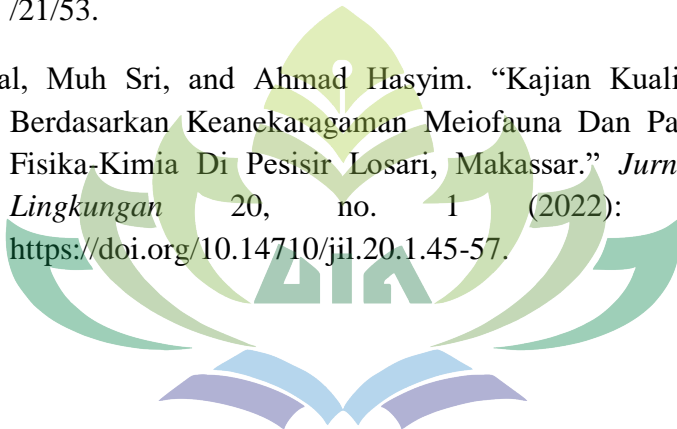 /21/53.
al, Muh Sri, and Ahmad Hasyim. “Kajian Kuali
Berdasarkan Keanekaragaman Meiofauna Dan Pa
Fisika-Kimia Di Pesisir Losari, Makassar.” Jurn
Lingkungan 20, no. 1 (2022):
https://doi.org/10.14710/jil.20.1.45-57.